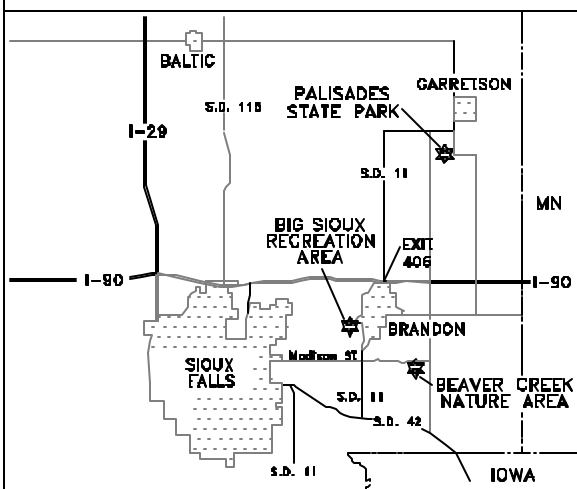 BALTIC
GARRETSON
PALISADES
STATE PARK
S.D. 115
I-29
S.D. 11
MN
BIG SIOUX
RECREATION
AREA
EXIT
406
I-90
I-90
BRANDON
Madison St
SIOUX
FALLS
BEAVER CREEK
NATURE AREA
S.D. 11
S.D. 42
S.D. 11
IOWA